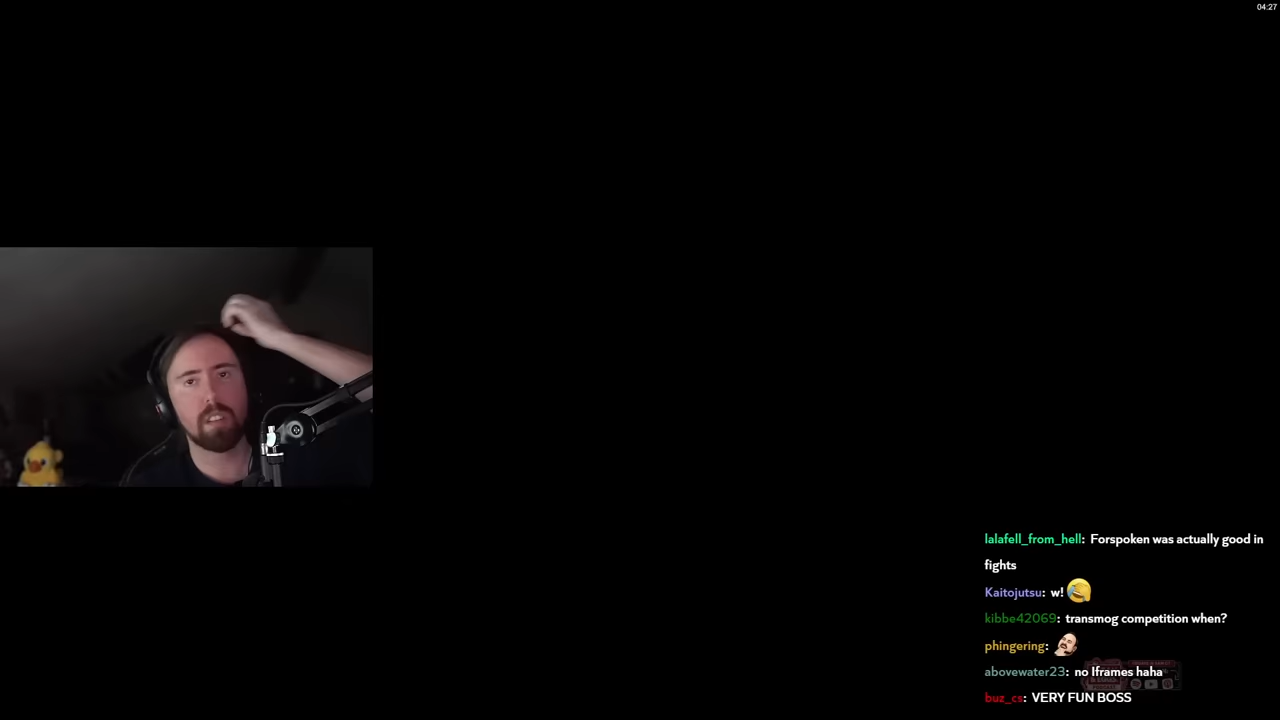 04:27
lalafell_from_hell: Forspoken was actually good in
fights
Kaitojutsu: w!
kibbe42069: transmog competition when?
phingering:
abovewater23: no Iframes haha
buz_cs: VERY FUN BOSS